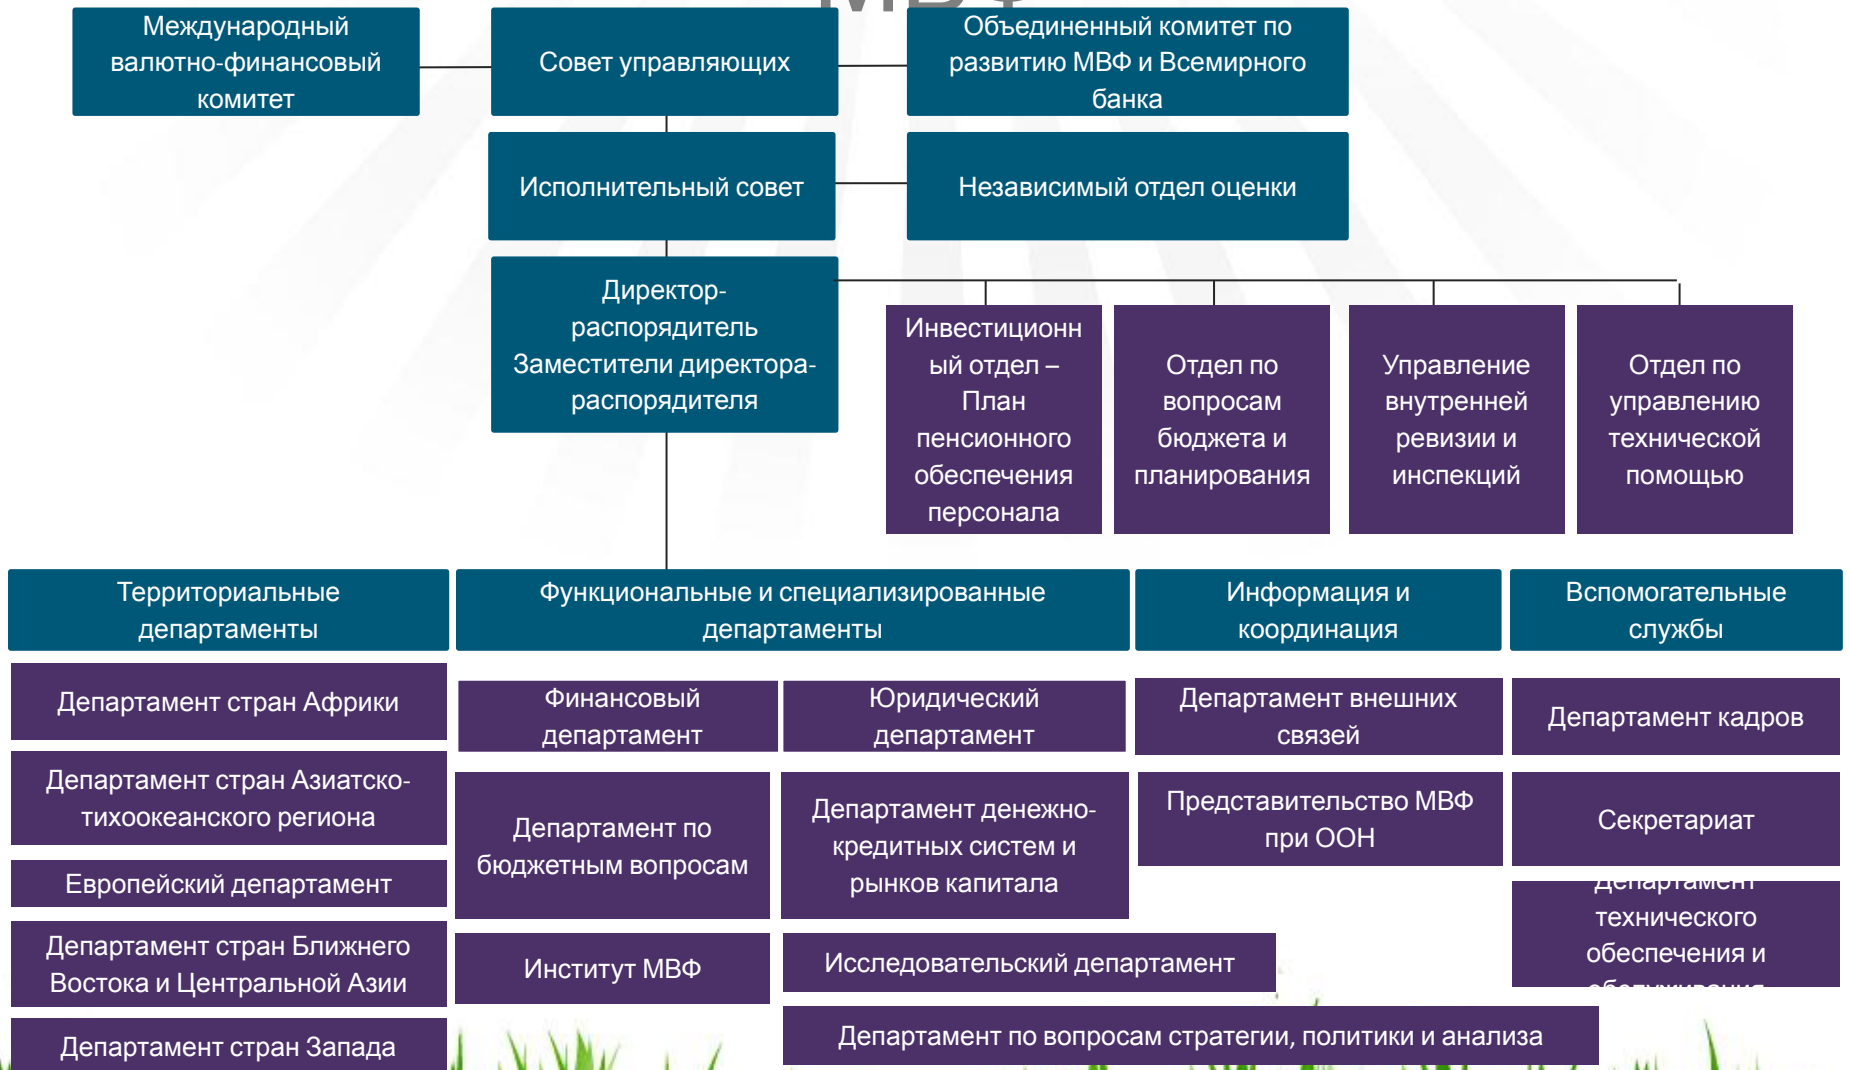 МВФ
Международный
валютно-финансовый
комитет
Совет управляющих
Объединенный комитет по
развитию МВФ и Всемирного
банка
Исполнительный совет
Независимый отдел оценки
Директор-
распорядитель
Заместители директора-
распорядителя
Инвестиционн
ый отдел –
План
пенсионного
обеспечения
персонала
Отдел по
вопросам
бюджета и
планирования
Управление
внутренней
ревизии и
инспекций
Отдел по
управлению
технической
помощью
Территориальные
департаменты
Функциональные и специализированные
департаменты
Информация и
координация
Вспомогательные
службы
Департамент стран Африки
Департамент стран Азиатско-
тихоокеанского региона
Европейский департамент
Департамент стран Ближнего
Востока и Центральной Азии
Департамент стран Запада
Финансовый
департамент
Юридический
департамент
Департамент по
бюджетным вопросам
Департамент денежно-
кредитных систем и
рынков капитала
Институт МВФ
Исследовательский департамент
Департамент по вопросам стратегии, политики и анализа
Департамент внешних
связей
Представительство МВФ
при ООН
Департамент кадров
Секретариат
Департамент
технического
обеспечения и
обслуживания